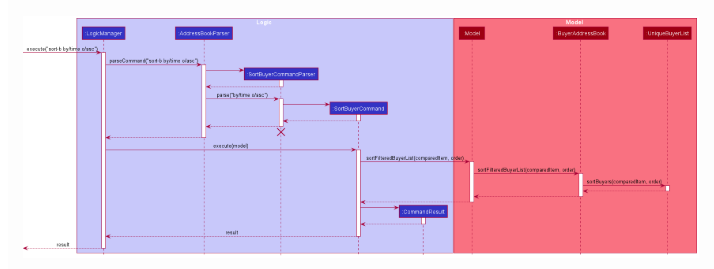 Logic
Model
:LogicManager
:AddressBookParser
:Model
:BuyerAddressBook
:UniqueBuyerList
execute("sort-b by/time o/asc")
parseCommand("sort-b by/time o/asc")
:SortBuyerCommandParser
parse("by/time o/asc")
:SortBuyerCommand
execute(model)
sortFilteredBuyerList(comparedItem, order)
sortFilteredBuyerList(comparedItem, order)
sortBuyers(comparedItem, order)
:CommandResult
result
result